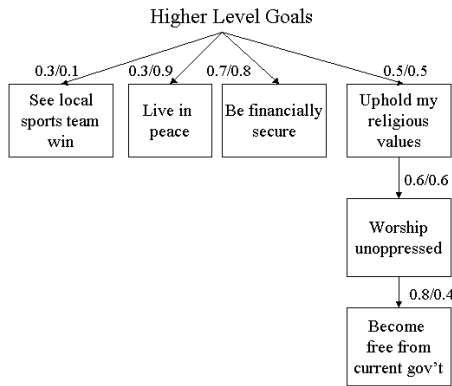 Higher Level Goals
0.3/0.1
0.3/0.9
0.7/0.8
0.5/0.5
See local
sports team
win
Live in
peace
Be financially
secure
Uphold my
religious
values
0.6/0.6
Worship
unoppressed
0.8/0.4
Become
free from
current gov't